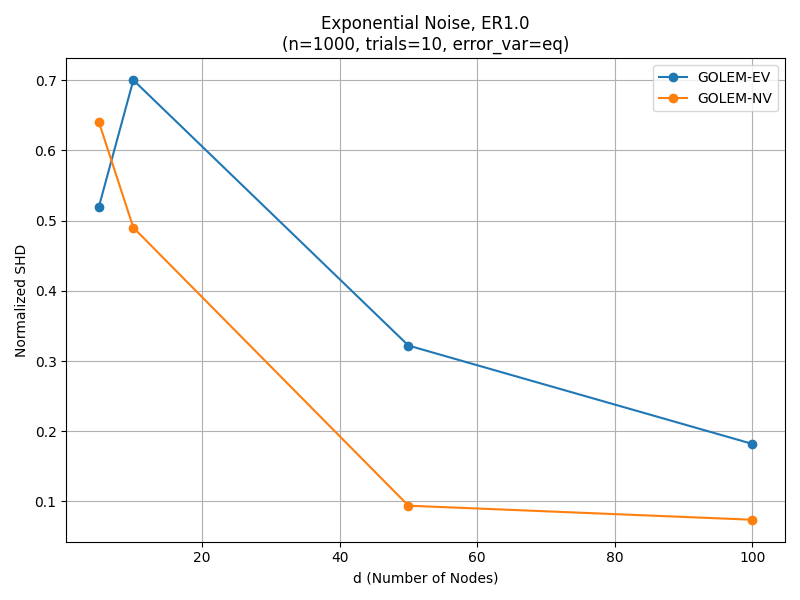 Exponential Noise, ER1.0
(n=1000, trials=10, error_var=eq)
GOLEM-EV
GOLEM-NV
Normalized SHD
0.7
0.6
0.5
0.4
0.3
0.2
0.1
20 40 60 80 100
d (Number of Nodes)